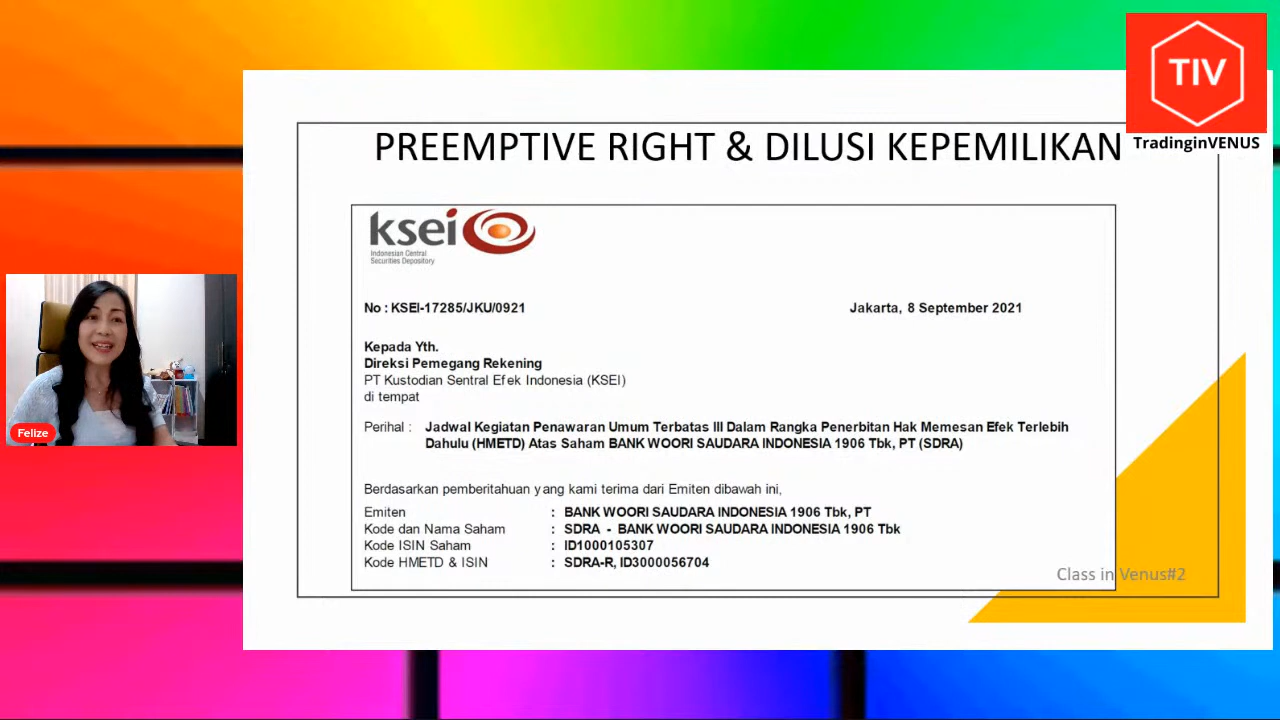 TIV
TradinginVENUS
PREEMPTIVE RIGHT & DILUSI KEPEMILIKAN
ksei
Indonesian Central
Securities Depository
No : KSEI-17285/JKU/0921
Jakarta, 8 September 2021
Kepada Yth.
Direksi Pemegang Rekening
PT Kustodian Sentral Efek Indonesia (KSEI)
di tempat
Perihal : Jadwal Kegiatan Penawaran Umum Terbatas III Dalam Rangka Penerbitan Hak Memesan Efek Terlebih
Dahulu (HMETD) Atas Saham BANK WOORI SAUDARA INDONESIA 1906 Tbk, PT (SDRA)
Berdasarkan pemberitahuan yang kami terima dari Emiten dibawah ini,
Emiten : BANK WOORI SAUDARA INDONESIA 1906 Tbk, PT
Kode dan Nama Saham : SDRA - BANK WOORI SAUDARA INDONESIA 1906 Tbk
Kode ISIN Saham : ID1000105307
Kode HMETD & ISIN : SDRA-R, ID3000056704
Class in Venus#2
Felize